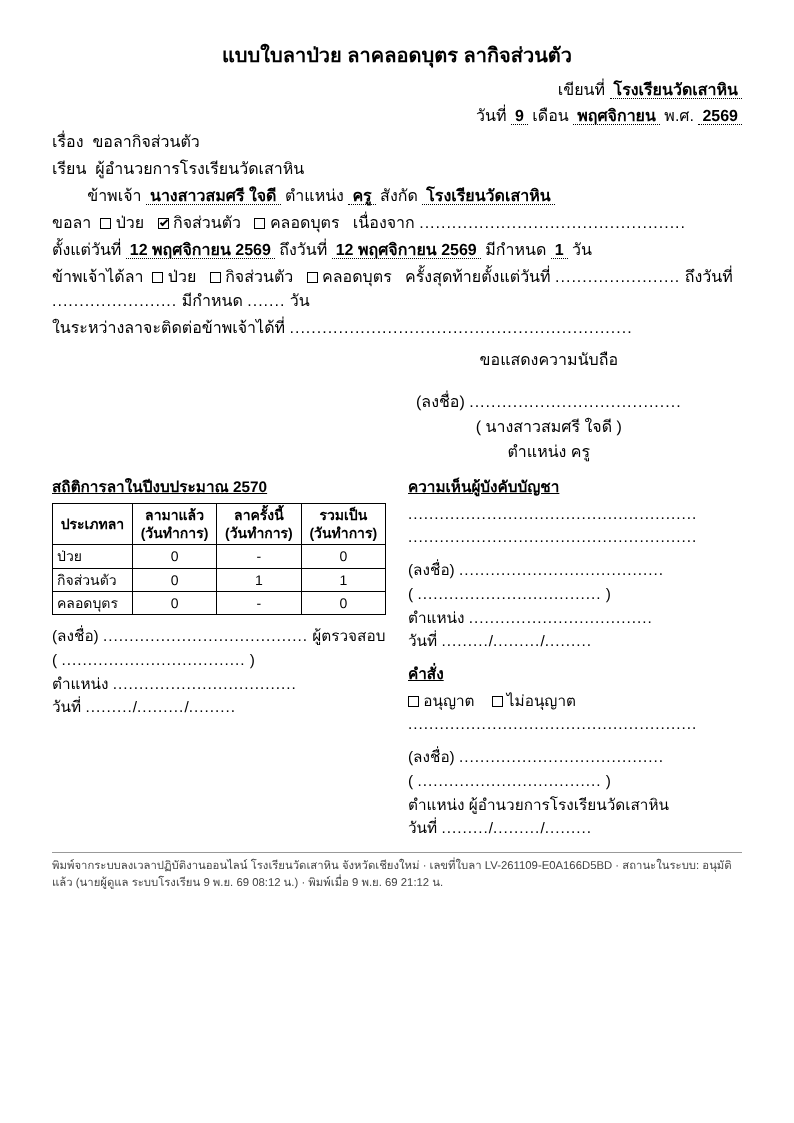 แบบใบลาป่วย ลาคลอดบุตร ลากิจส่วนตัว
เขียนที่ โรงเรียนวัดเสาหิน
วันที่ 9 เดือน พฤศจิกายน พ.ศ. 2569
เรื่อง ขอลากิจส่วนตัว
เรียน ผู้อำนวยการโรงเรียนวัดเสาหิน
ข้าพเจ้า นางสาวสมศรี ใจดี ตำแหน่ง ครู สังกัด โรงเรียนวัดเสาหิน
ขอลา ☐ ป่วย ☑ กิจส่วนตัว ☐ คลอดบุตร เนื่องจาก .................................................
ตั้งแต่วันที่ 12 พฤศจิกายน 2569 ถึงวันที่ 12 พฤศจิกายน 2569 มีกำหนด 1 วัน
ข้าพเจ้าได้ลา ☐ ป่วย ☐ กิจส่วนตัว ☐ คลอดบุตร ครั้งสุดท้ายตั้งแต่วันที่ ....................... ถึงวันที่
....................... มีกำหนด ....... วัน
ในระหว่างลาจะติดต่อข้าพเจ้าได้ที่ ...............................................................
ขอแสดงความนับถือ
(ลงชื่อ) .......................................
( นางสาวสมศรี ใจดี )
ตำแหน่ง ครู
สถิติการลาในปีงบประมาณ 2570
ประเภทลา ลามาแล้ว (วันทำการ) ลาครั้งนี้ (วันทำการ) รวมเป็น (วันทำการ)
ป่วย 0 - 0
กิจส่วนตัว 0 1 1
คลอดบุตร 0 - 0
(ลงชื่อ) ....................................... ผู้ตรวจสอบ
( ................................... )
ตำแหน่ง ...................................
วันที่ ........./........./.........
ความเห็นผู้บังคับบัญชา
.......................................................
.......................................................
(ลงชื่อ) .......................................
( ................................... )
ตำแหน่ง ...................................
วันที่ ........./........./.........
คำสั่ง
☐ อนุญาต ☐ ไม่อนุญาต
.......................................................
(ลงชื่อ) .......................................
( ................................... )
ตำแหน่ง ผู้อำนวยการโรงเรียนวัดเสาหิน
วันที่ ........./........./.........
พิมพ์จากระบบลงเวลาปฏิบัติงานออนไลน์ โรงเรียนวัดเสาหิน จังหวัดเชียงใหม่ · เลขที่ใบลา LV-261109-E0A166D5BD · สถานะในระบบ: อนุมัติ
แล้ว (นายผู้ดูแล ระบบโรงเรียน 9 พ.ย. 69 08:12 น.) · พิมพ์เมื่อ 9 พ.ย. 69 21:12 น.